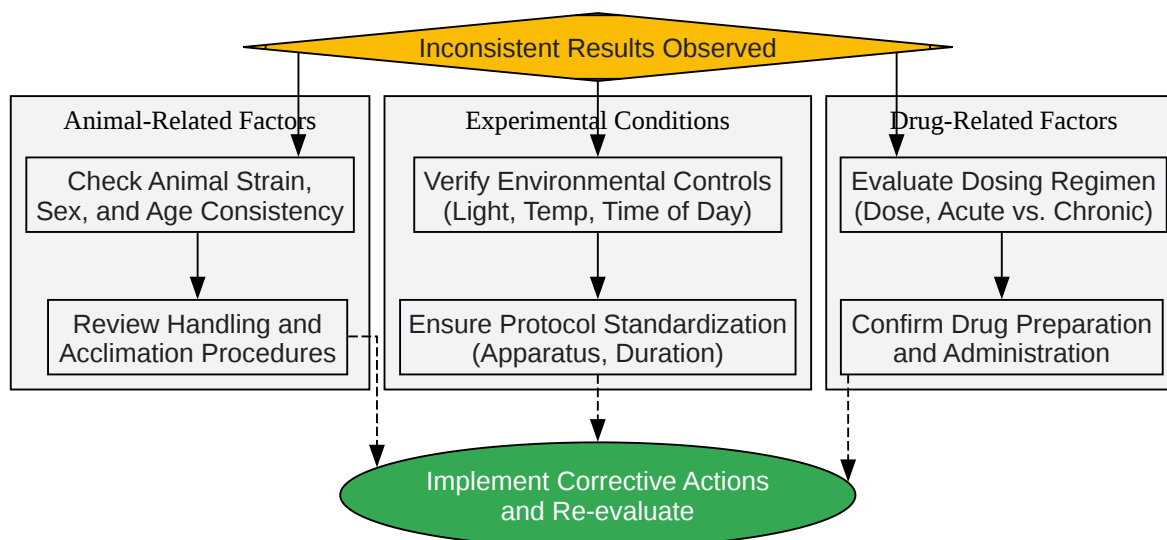 Inconsistent Results Observed
Animal-Related Factors
Check Animal Strain,
Sex, and Age Consistency
Review Handling and
Acclimation Procedures
Experimental Conditions
Verify Environmental Controls
(Light, Temp, Time of Day)
Ensure Protocol Standardization
(Apparatus, Duration)
Drug-Related Factors
Evaluate Dosing Regimen
(Dose, Acute vs. Chronic)
Confirm Drug Preparation
and Administration
Implement Corrective Actions
and Re-evaluate